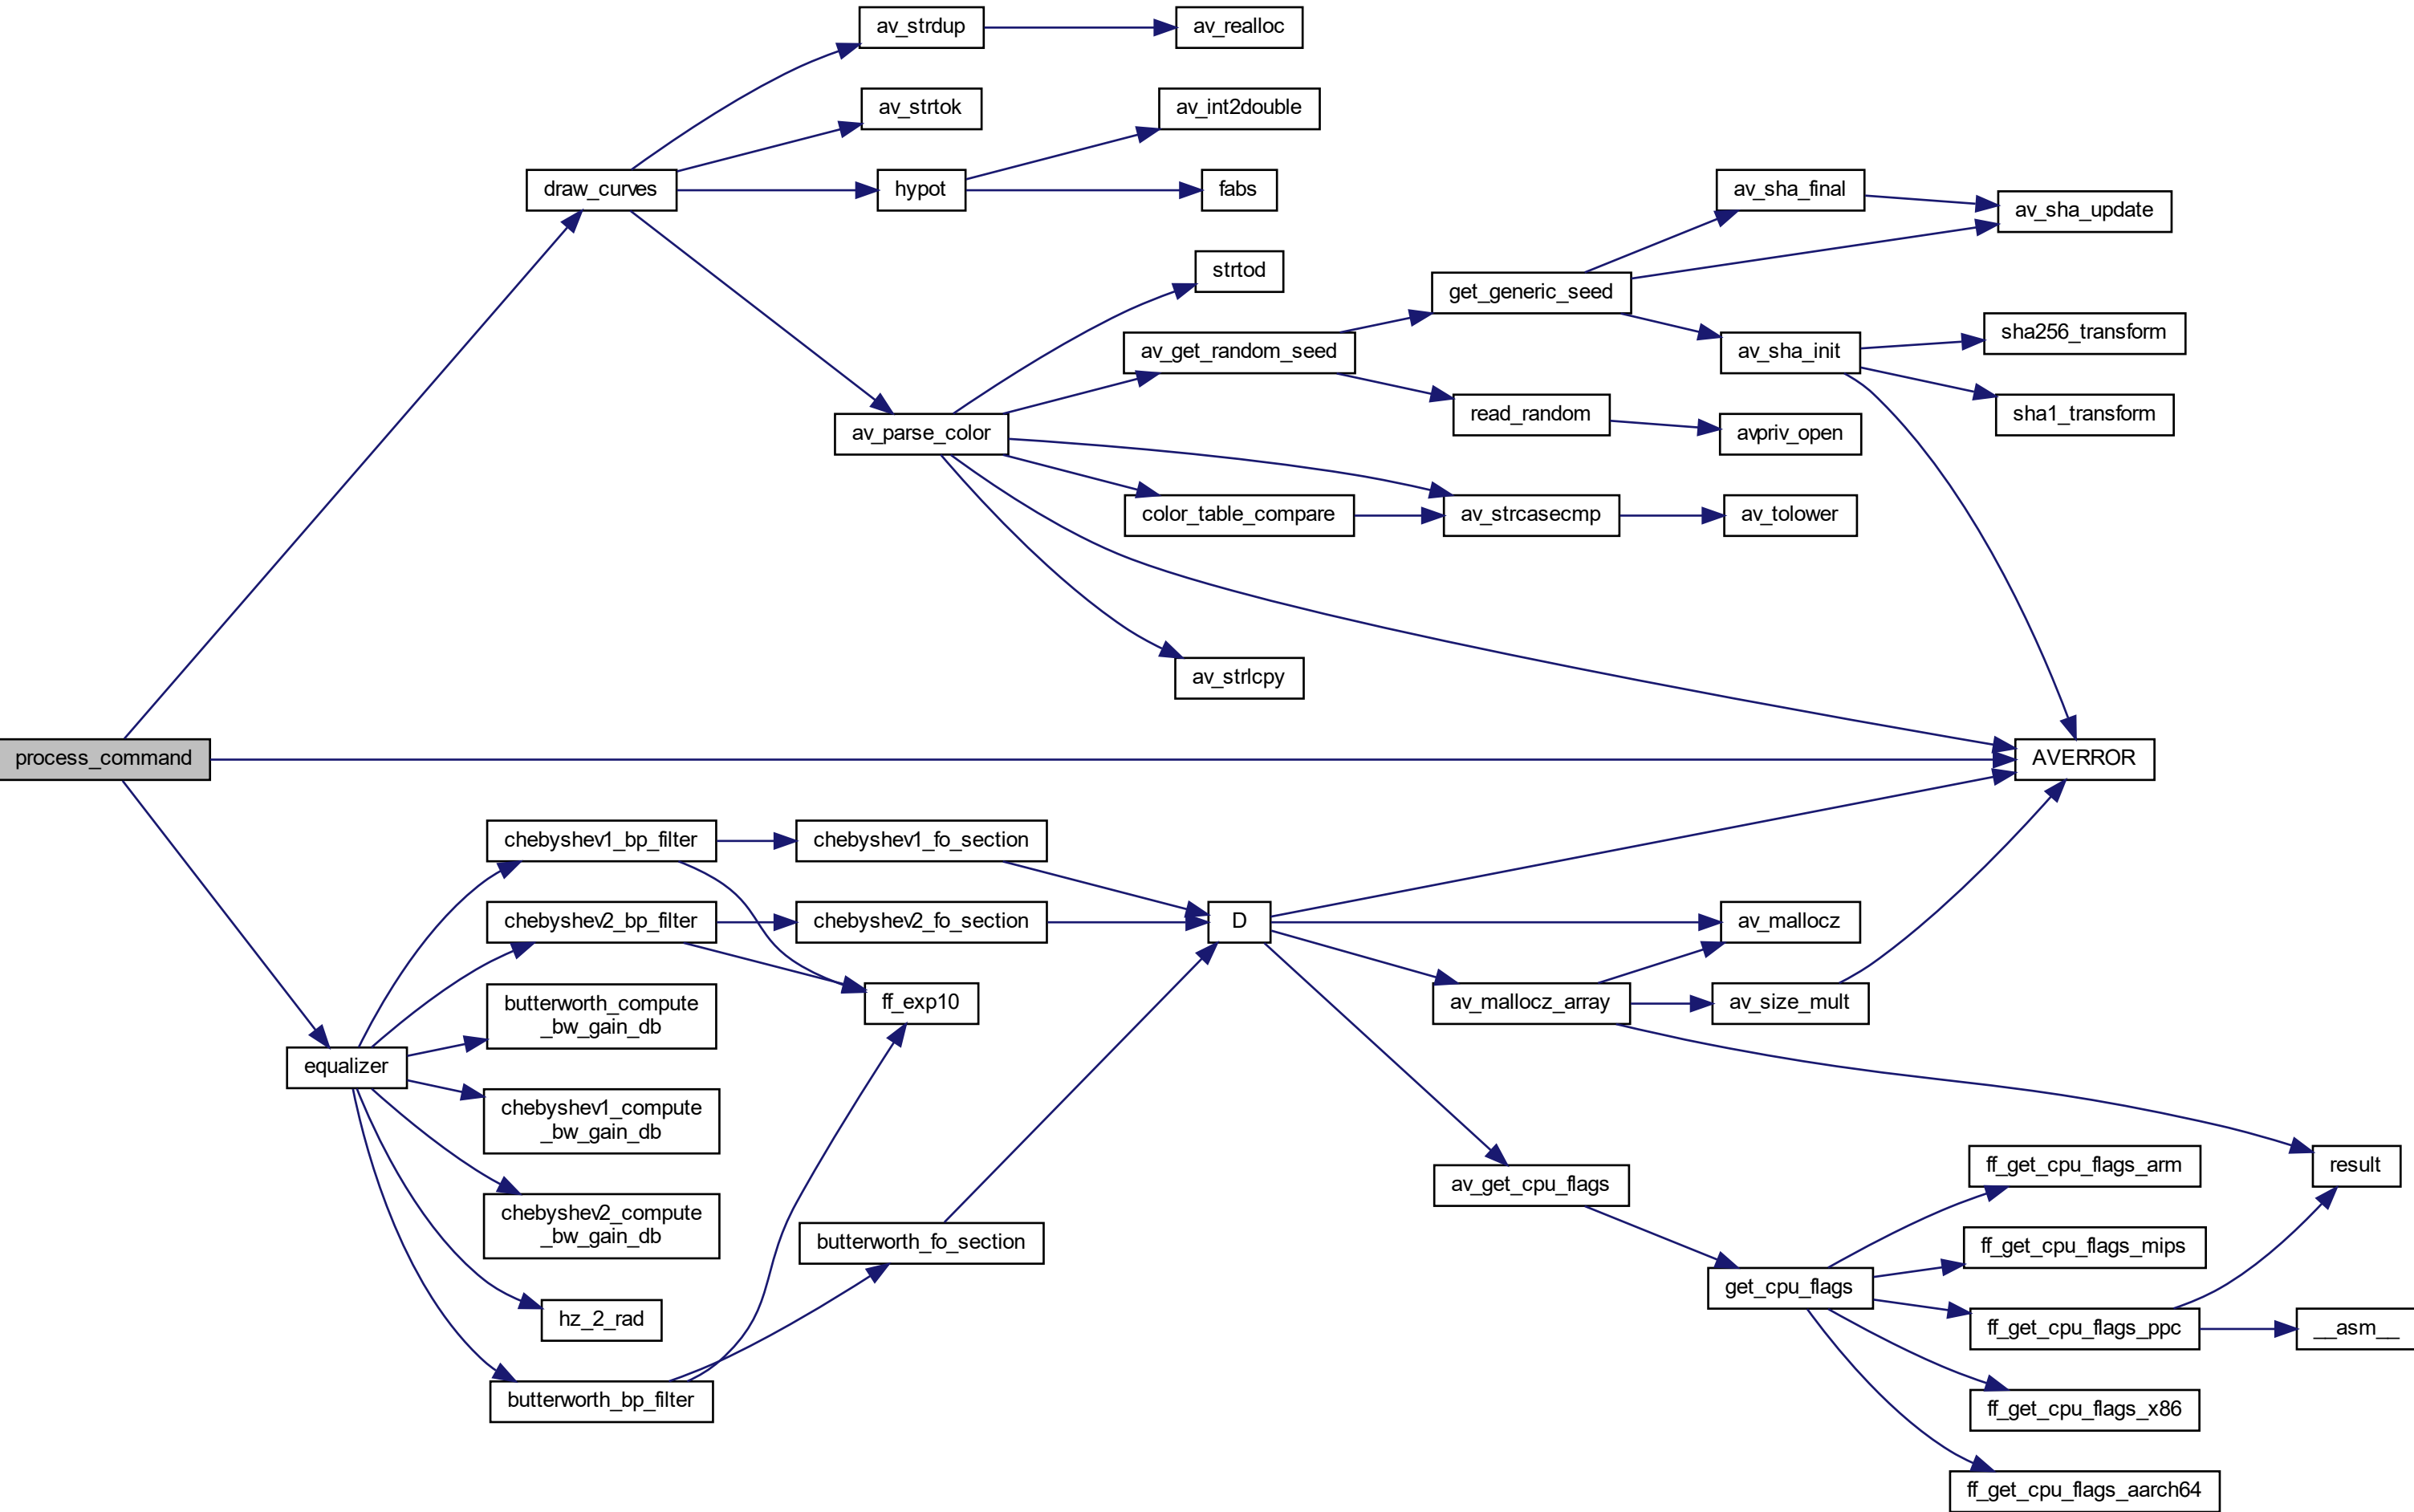 av_strdup
av_realloc
av_strtok
av_int2double
draw_curves
hypot
fabs
av_sha_final
av_sha_update
strtod
get_generic_seed
av_get_random_seed
av_sha_init
sha256_transform
read_random
sha1_transform
av_parse_color
avpriv_open
color_table_compare
av_strcasecmp
av_tolower
av_strlcpy
process_command
AVERROR
chebyshev1_bp_filter
chebyshev1_fo_section
chebyshev2_bp_filter
chebyshev2_fo_section
D
av_mallocz
butterworth_compute
_bw_gain_db
ff_exp10
av_mallocz_array
av_size_mult
equalizer
chebyshev1_compute
_bw_gain_db
av_get_cpu_flags
ff_get_cpu_flags_arm
result
chebyshev2_compute
_bw_gain_db
butterworth_fo_section
ff_get_cpu_flags_mips
get_cpu_flags
hz_2_rad
ff_get_cpu_flags_ppc
__asm__
butterworth_bp_filter
ff_get_cpu_flags_x86
ff_get_cpu_flags_aarch64